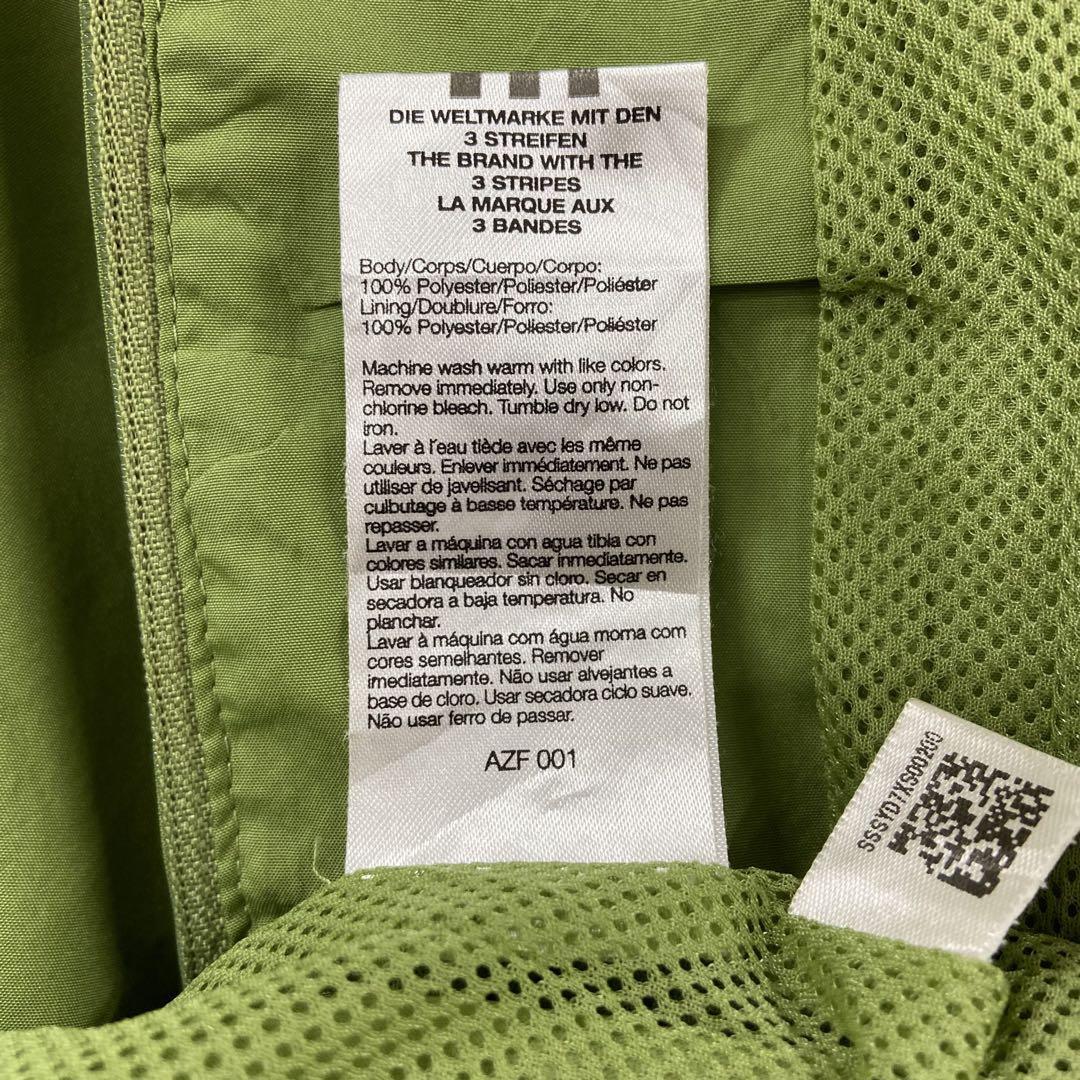 DIE WELTMARKE MIT DEN
3 STREIFEN
THE BRAND WITH THE
3 STRIPES
LA MARQUE AUX
3 BANDES
Body/Corps/Cuerpo/Corpo:
100% Polyester/Poliester/Poliéster
Lining/Doublure/Forro:
100% Polyester/Poliester/Poliéster
Machine wash warm with like colors.
Remove immediately. Use only non-
chlorine bleach. Tumble dry low. Do not
iron.
Laver à l'eau tiède avec les même
couleurs. Enlever immédiatement. Ne pas
utiliser de javelisant. Séchage par
culbutage à basse température. Ne pas
repasser.
Lavar a máquina con agua tibia con
colores similares. Sacar inmediatamente.
Usar blanqueador sin cloro. Secar en
secadora a baja temperatura. No
planchar.
Lavar à máquina com água morna com
cores semelhantes. Remover
imediatamente. Não usar alvejantes a
base de cloro. Usar secadora ciclo suave.
Não usar ferro de passar.
AZF 001
SSSYD7XS00200